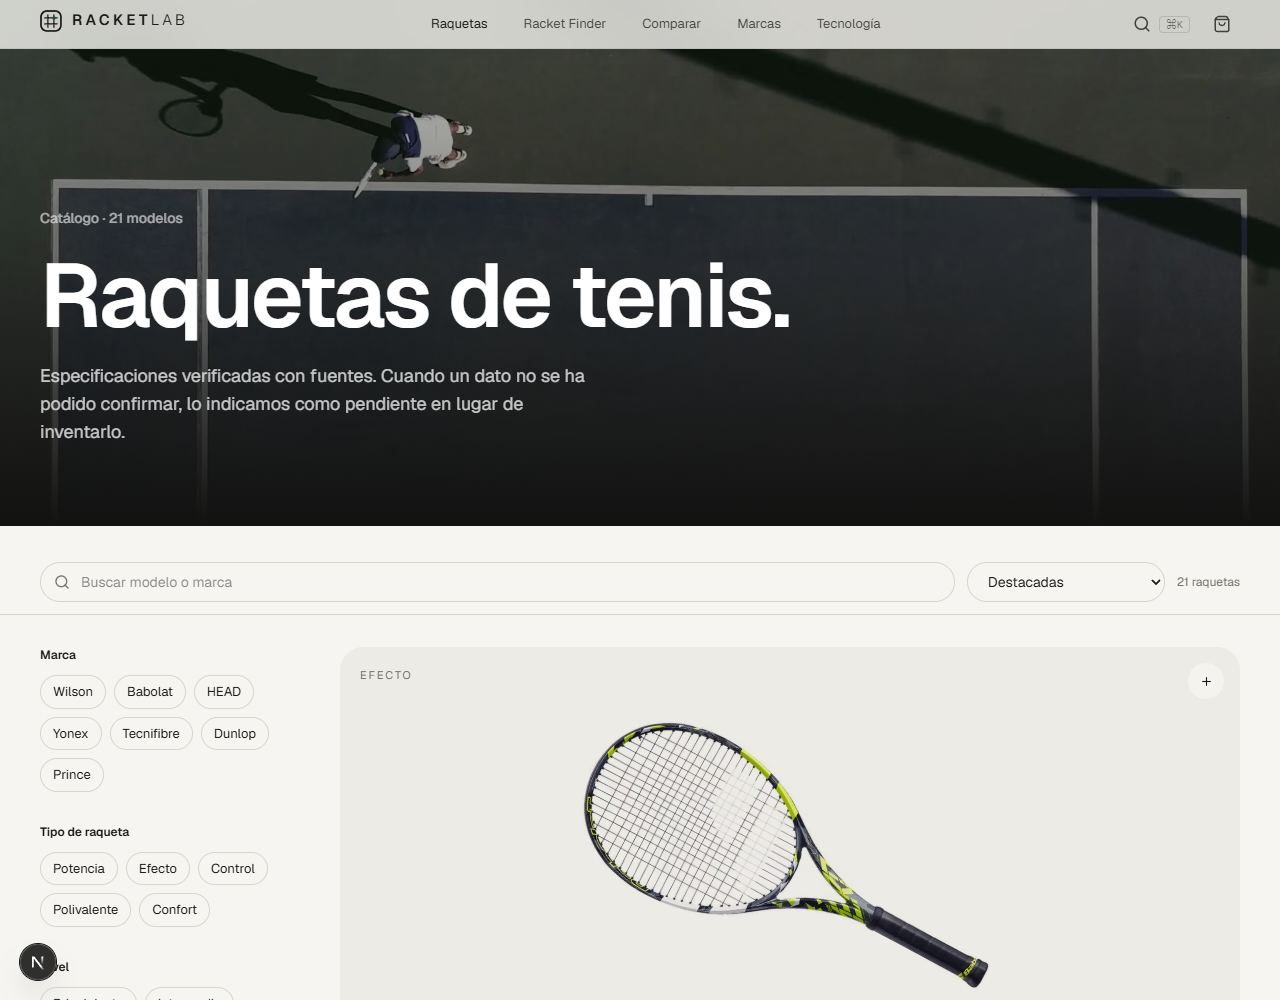 RACKETLAB
Raquetas
Racket Finder
Comparar
Marcas
Tecnología
⌘K
Catálogo · 21 modelos
Raquetas de tenis.
Especificaciones verificadas con fuentes. Cuando un dato no se ha
podido confirmar, lo indicamos como pendiente en lugar de
inventarlo.
Buscar modelo o marca
Destacadas
21 raquetas
Marca
Wilson
Babolat
HEAD
Yonex
Tecnifibre
Dunlop
Prince
Tipo de raqueta
Potencia
Efecto
Control
Polivalente
Confort
N
EFECTO
+